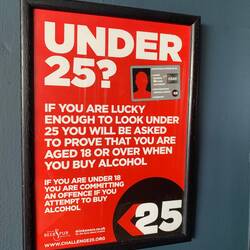 UNDER
25?
IF YOU ARE LUCKY
ENOUGH TO LOOK UNDER
25 YOU WILL BE ASKED
TO PROVE THAT YOU ARE
AGED 18 OR OVER WHEN
YOU BUY ALCOHOL
IF YOU ARE UNDER 18
YOU ARE COMMITTING
AN OFFENCE IF YOU
ATTEMPT TO BUY
ALCOHOL
<25
WWW.CHALLENGE25.ORG